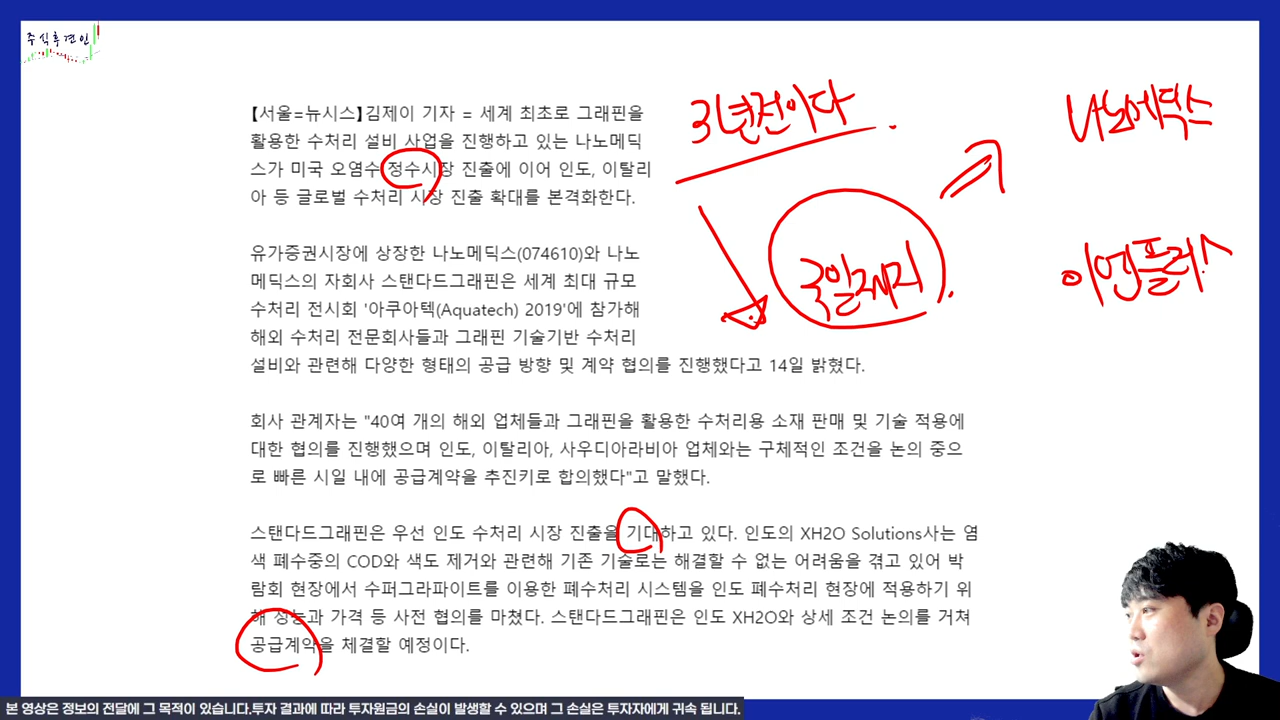 주식후견인
【서울=뉴시스】김제이 기자 = 세계 최초로 그래핀을
활용한 수처리 설비 사업을 진행하고 있는 나노메딕
스가 미국 오염수 정수시장 진출에 이어 인도, 이탈리
아 등 글로벌 수처리 시장 진출 확대를 본격화한다.
유가증권시장에 상장한 나노메딕스(074610)와 나노
메딕스의 자회사 스탠다드그래핀은 세계 최대 규모
수처리 전시회 '아쿠아텍(Aquatech) 2019'에 참가해
해외 수처리 전문회사들과 그래핀 기술기반 수처리
설비와 관련해 다양한 형태의 공급 방향 및 계약 협의를 진행했다고 14일 밝혔다.
회사 관계자는 "40여 개의 해외 업체들과 그래핀을 활용한 수처리용 소재 판매 및 기술 적용에
대한 협의를 진행했으며 인도, 이탈리아, 사우디아라비아 업체와는 구체적인 조건을 논의 중으
로 빠른 시일 내에 공급계약을 추진키로 합의했다"고 말했다.
스탠다드그래핀은 우선 인도 수처리 시장 진출을 기대하고 있다. 인도의 XH2O Solutions사는 염
색 폐수중의 COD와 색도 제거와 관련해 기존 기술로는 해결할 수 없는 어려움을 겪고 있어 박
람회 현장에서 수퍼그라파이트를 이용한 폐수처리 시스템을 인도 폐수처리 현장에 적용하기 위
해 성능과 가격 등 사전 협의를 마쳤다. 스탠다드그래핀은 인도 XH2O와 상세 조건 논의를 거쳐
공급계약을 체결할 예정이다.
3년전이다.
국일제지.
나노메딕스
이엔플러스
본 영상은 정보의 전달에 그 목적이 있습니다.투자 결과에 따라 투자원금의 손실이 발생할 수 있으며 그 손실은 투자자에게 귀속 됩니다.